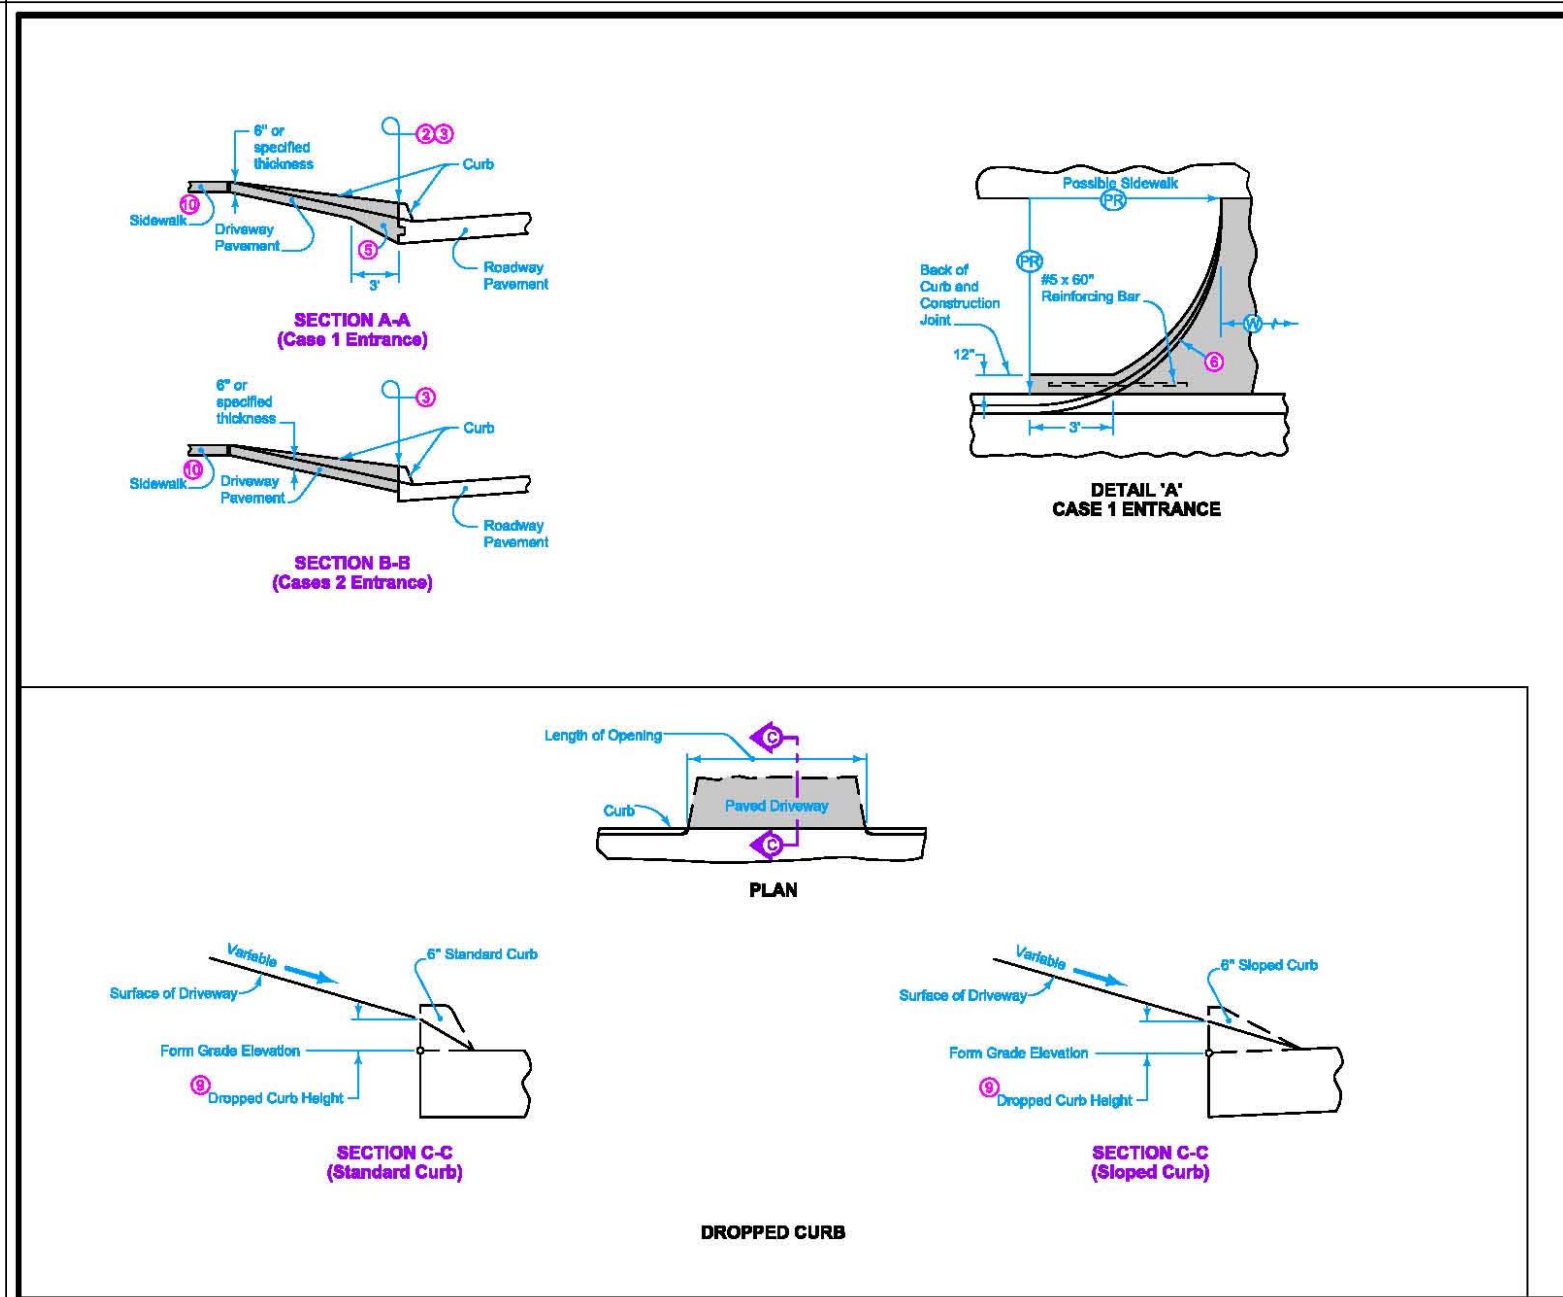 6" or
specified
thickness
2 3
Curb
10
Sidewalk
Driveway
Pavement
5
3'
Roadway
Pavement
SECTION A-A
(Case 1 Entrance)
6" or
specified
thickness
3
Curb
10
Sidewalk
Driveway
Pavement
Roadway
Pavement
SECTION B-B
(Cases 2 Entrance)
Possible Sidewalk
PR
PR
Back of
Curb and
Construction
Joint
#5 x 60"
Reinforcing Bar
W
12"
6
3'
DETAIL 'A'
CASE 1 ENTRANCE
Length of Opening
C
Curb
Paved Driveway
C
PLAN
Variable
6" Standard Curb
Surface of Driveway
Form Grade Elevation
9
Dropped Curb Height
SECTION C-C
(Standard Curb)
Variable
6" Sloped Curb
Surface of Driveway
Form Grade Elevation
9
Dropped Curb Height
SECTION C-C
(Sloped Curb)
DROPPED CURB